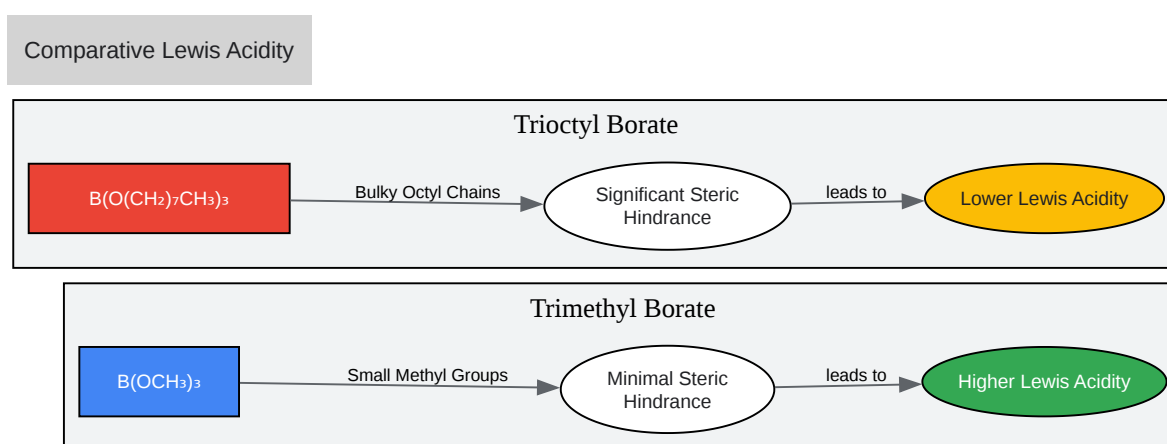 Comparative Lewis Acidity
Trioctyl Borate
B(O(CH₂)₇CH₃)₃
Bulky Octyl Chains
Significant Steric
Hindrance
leads to
Lower Lewis Acidity
Trimethyl Borate
B(OCH₃)₃
Small Methyl Groups
Minimal Steric
Hindrance
leads to
Higher Lewis Acidity